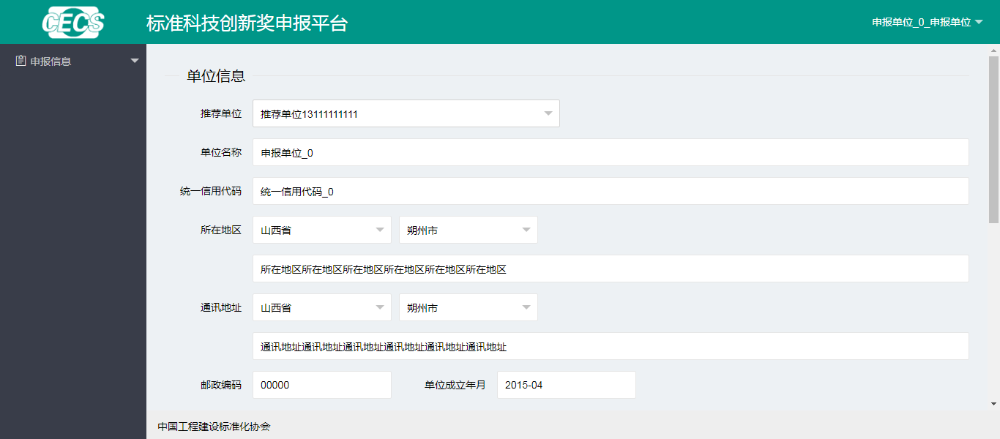 CECS 标准科技创新奖申报平台 申报单位_0_申报单位
申报信息
单位信息
推荐单位 推荐单位13111111111
单位名称 申报单位_0
统一信用代码 统一信用代码_0
所在地区 山西省 朔州市
所在地区所在地区所在地区所在地区所在地区所在地区
通讯地址 山西省 朔州市
通讯地址通讯地址通讯地址通讯地址通讯地址通讯地址
邮政编码 00000 单位成立年月 2015-04
中国工程建设标准化协会